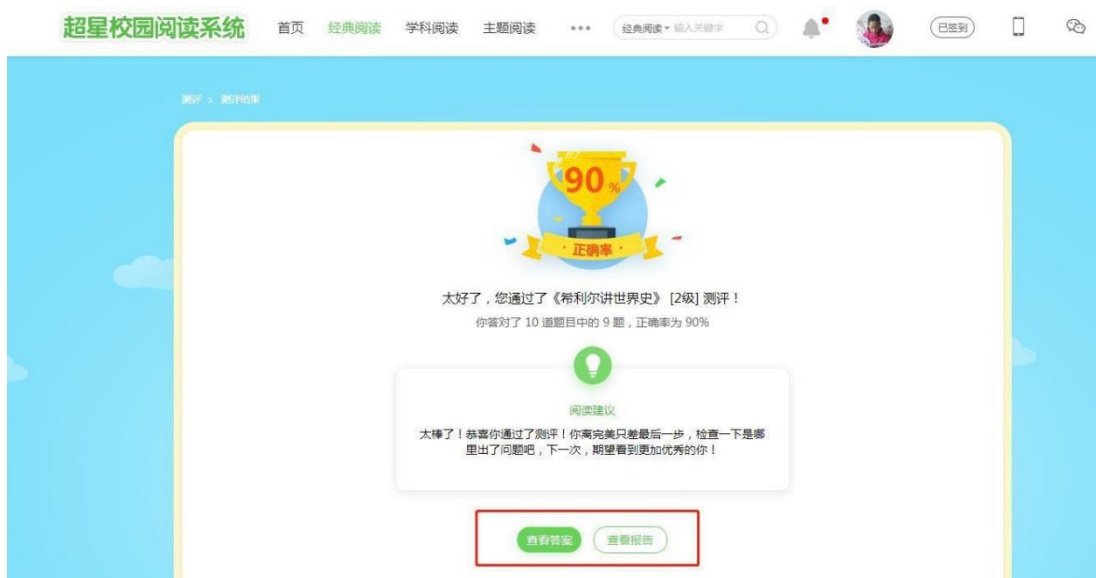 超星校园阅读系统 首页 经典阅读 学科阅读 主题阅读 ••• 经典阅读 输入关键字 已签到
测评 > 测评结果
90%
· 正确率 ·
太好了，您通过了《希利尔讲世界史》 [2级] 测评！
你答对了 10 道题目中的 9 题，正确率为 90%
阅读建议
太棒了！恭喜你通过了测评！你离完美只差最后一步，检查一下是哪
里出了问题吧，下一次，期望看到更加优秀的你！
查看答案 查看报告